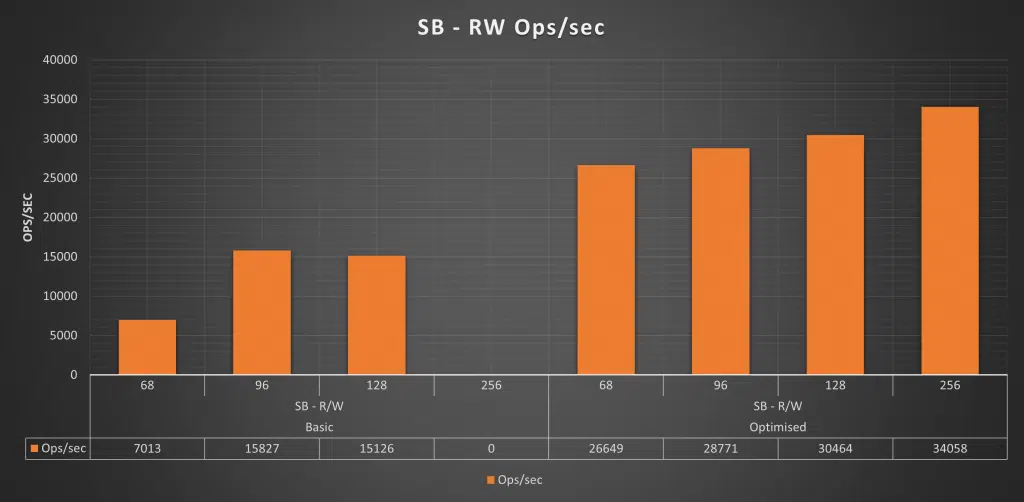 SB - RW Ops/sec
40000
35000
30000
25000
20000
15000
10000
5000
0
OPS/SEC
68 96 128 256 68 96 128 256
SB - R/W SB - R/W
Basic Optimised
Ops/sec 7013 15827 15126 0 26649 28771 30464 34058
Ops/sec